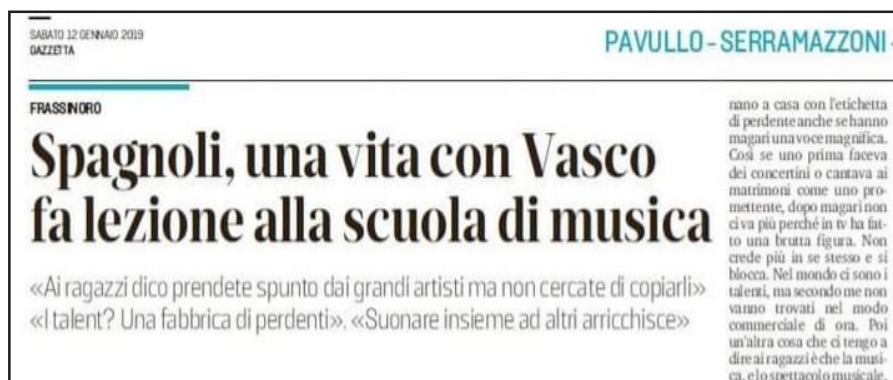 SABATO 12 GENNAIO 2019
GAZZETTA
PAVULLO - SERRAMAZZONI
FRASSINORO
Spagnoli, una vita con Vasco
fa lezione alla scuola di musica
«Ai ragazzi dico prendete spunto dai grandi artisti ma non cercate di copiarli»
«I talent? Una fabbrica di perdenti». «Suonare insieme ad altri arricchisce»
nano a casa con l'etichetta
di perdente anche se hanno
magari una voce magnifica.
Così se uno prima faceva
dei concertini o cantava ai
matrimoni come uno pro-
mettente, dopo magari non
ci va più perché in tv ha fat-
to una brutta figura. Non
crede più in se stesso e si
blocca. Nel mondo ci sono i
talenti, ma secondo me non
vanno trovati nel modo
commerciale di ora. Poi
un'altra cosa che ci tengo a
dire ai ragazzi è che la musi-
ca, e lo spettacolo musicale,